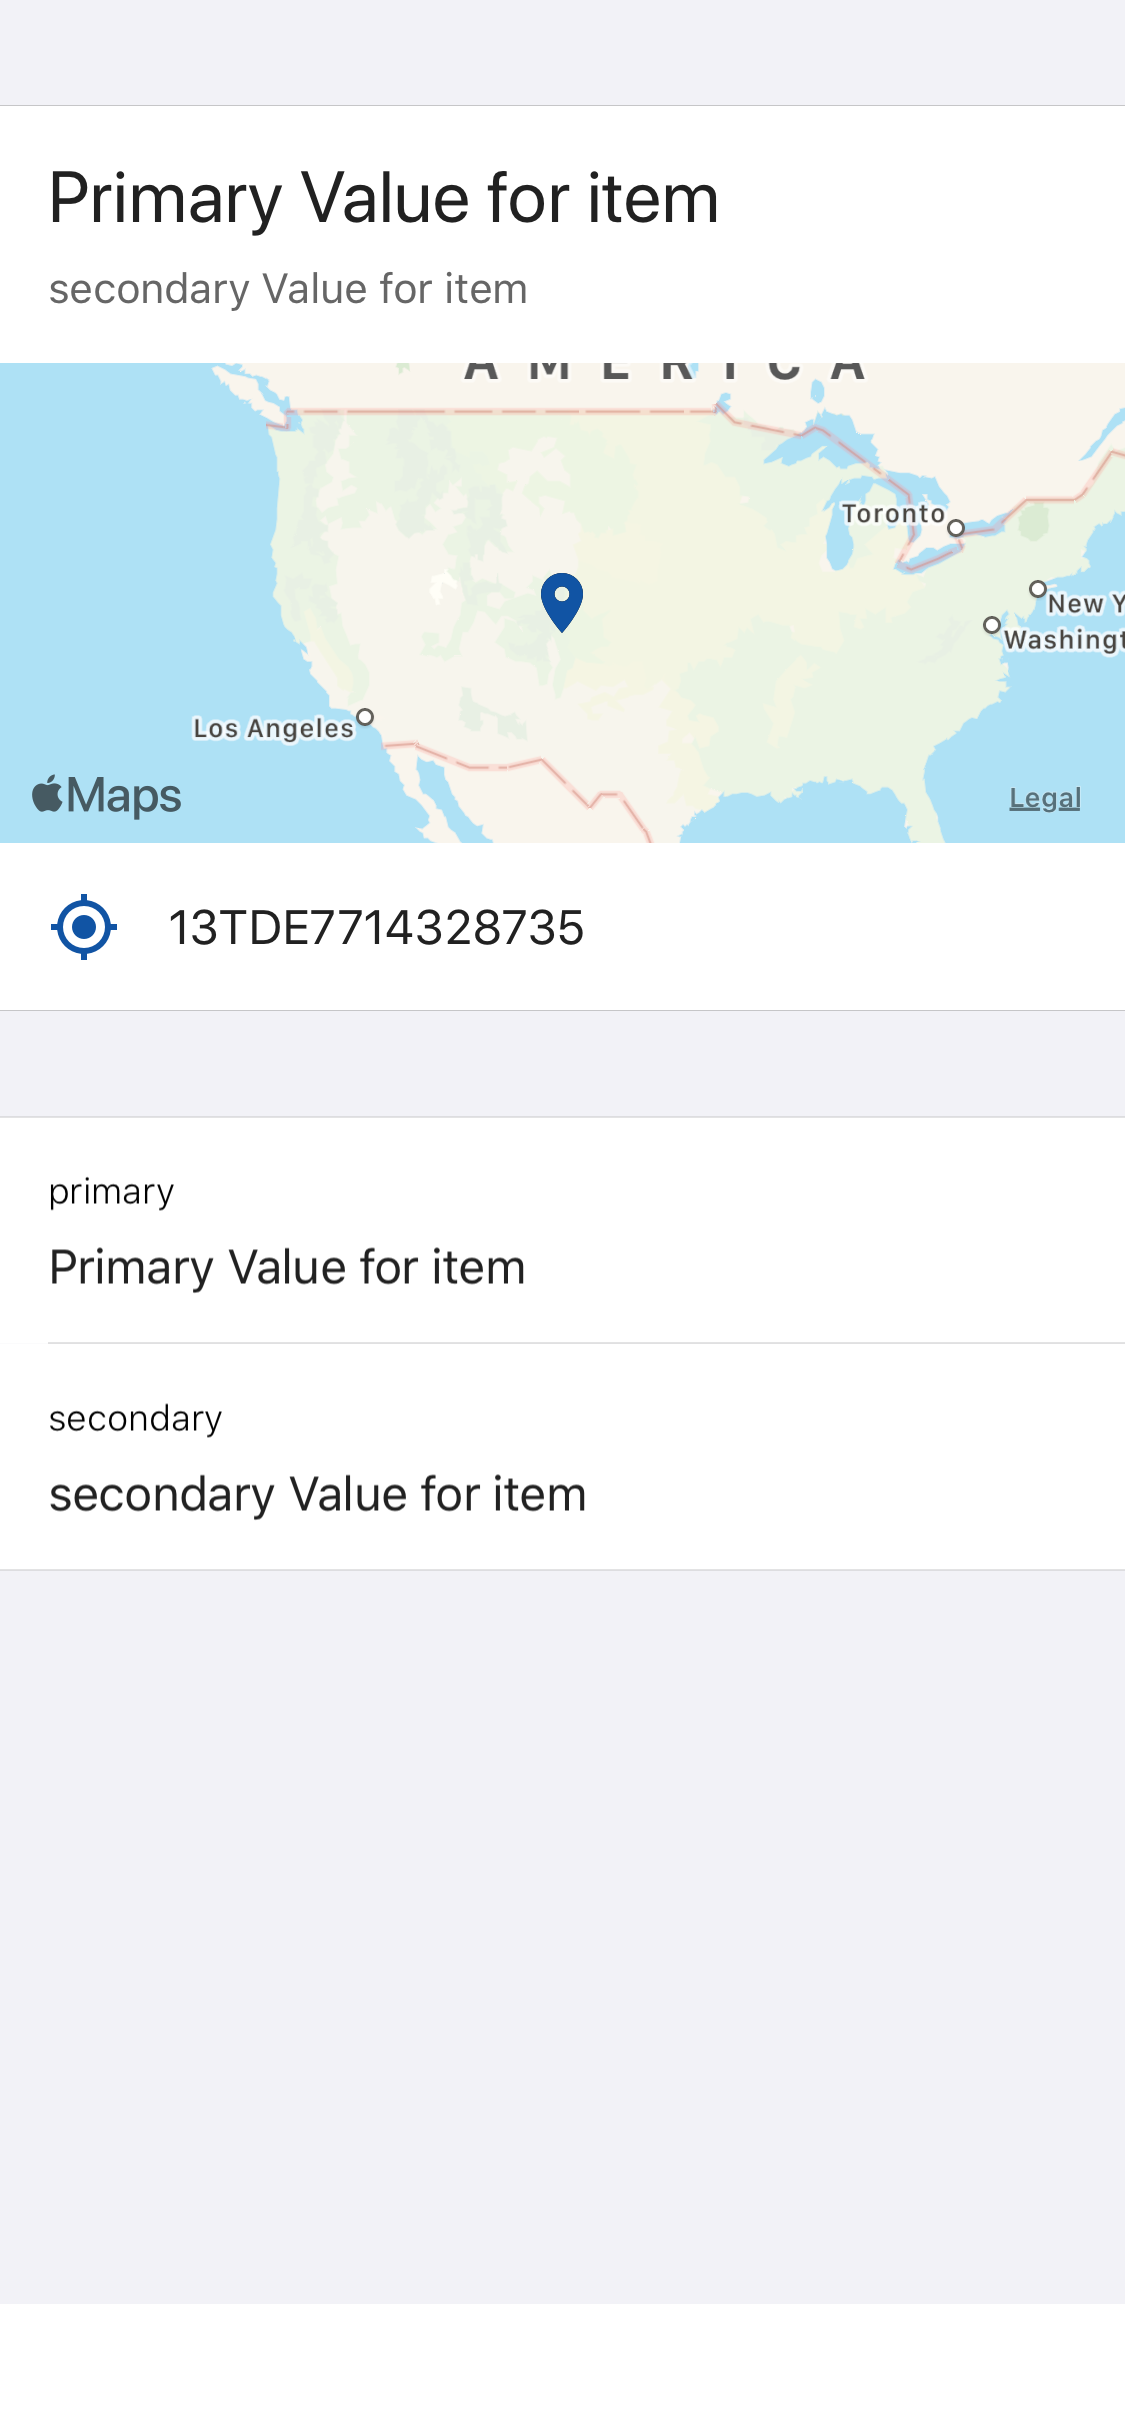 Primary Value for item
secondary Value for item
AMERICA
Toronto
New Y
Washingt
Los Angeles
Maps
Legal
13TDE7714328735
primary
Primary Value for item
secondary
secondary Value for item